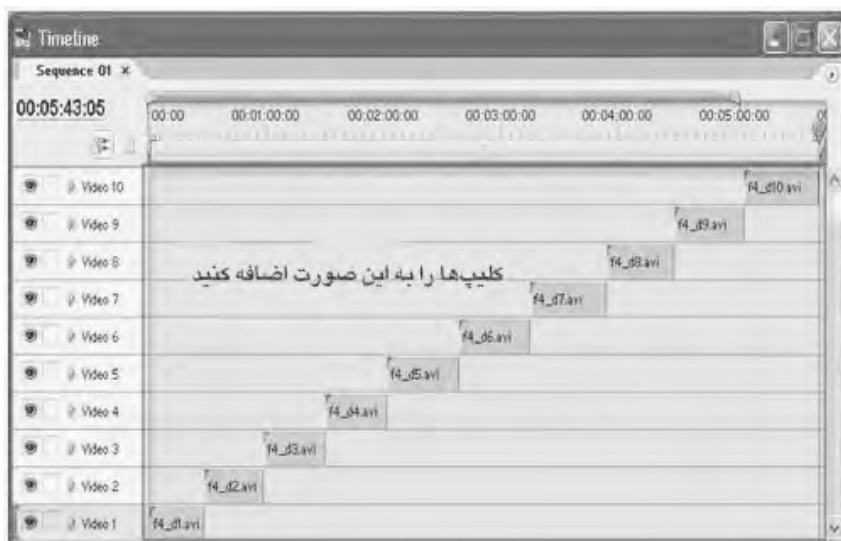 Timeline
Sequence 01 ×
00:05:43:05
00:00 00:01:00:00 00:02:00:00 00:03:00:00 00:04:00:00 00:05:00:00
Video 10 f4_d10.avi
Video 9 f4_d9.avi
Video 8 f4_d8.avi
کلیپ‌ها را به این صورت اضافه کنید
Video 7 f4_d7.avi
Video 6 f4_d6.avi
Video 5 f4_d5.avi
Video 4 f4_d4.avi
Video 3 f4_d3.avi
Video 2 f4_d2.avi
Video 1 f4_d1.avi